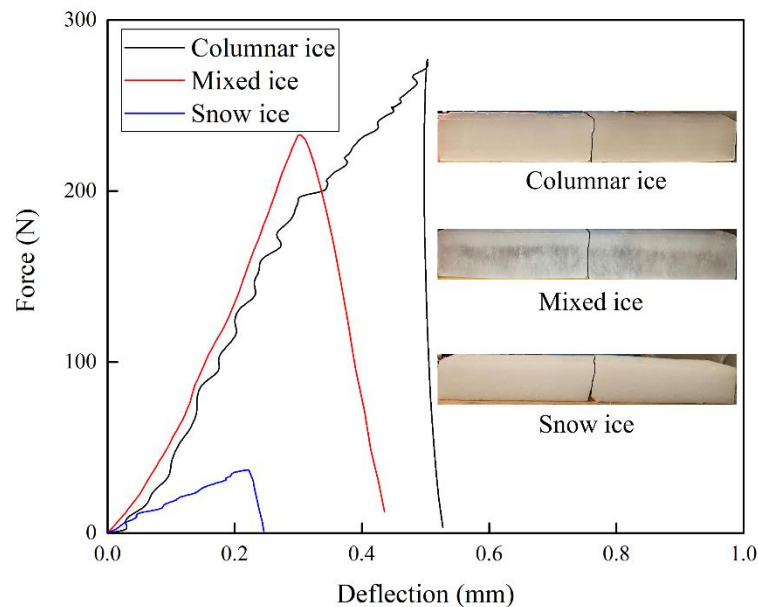 300
Columnar ice
Mixed ice
Snow ice
200
Columnar ice
Force (N)
Mixed ice
100
Snow ice
0
0.0 0.2 0.4 0.6 0.8 1.0
Deflection (mm)